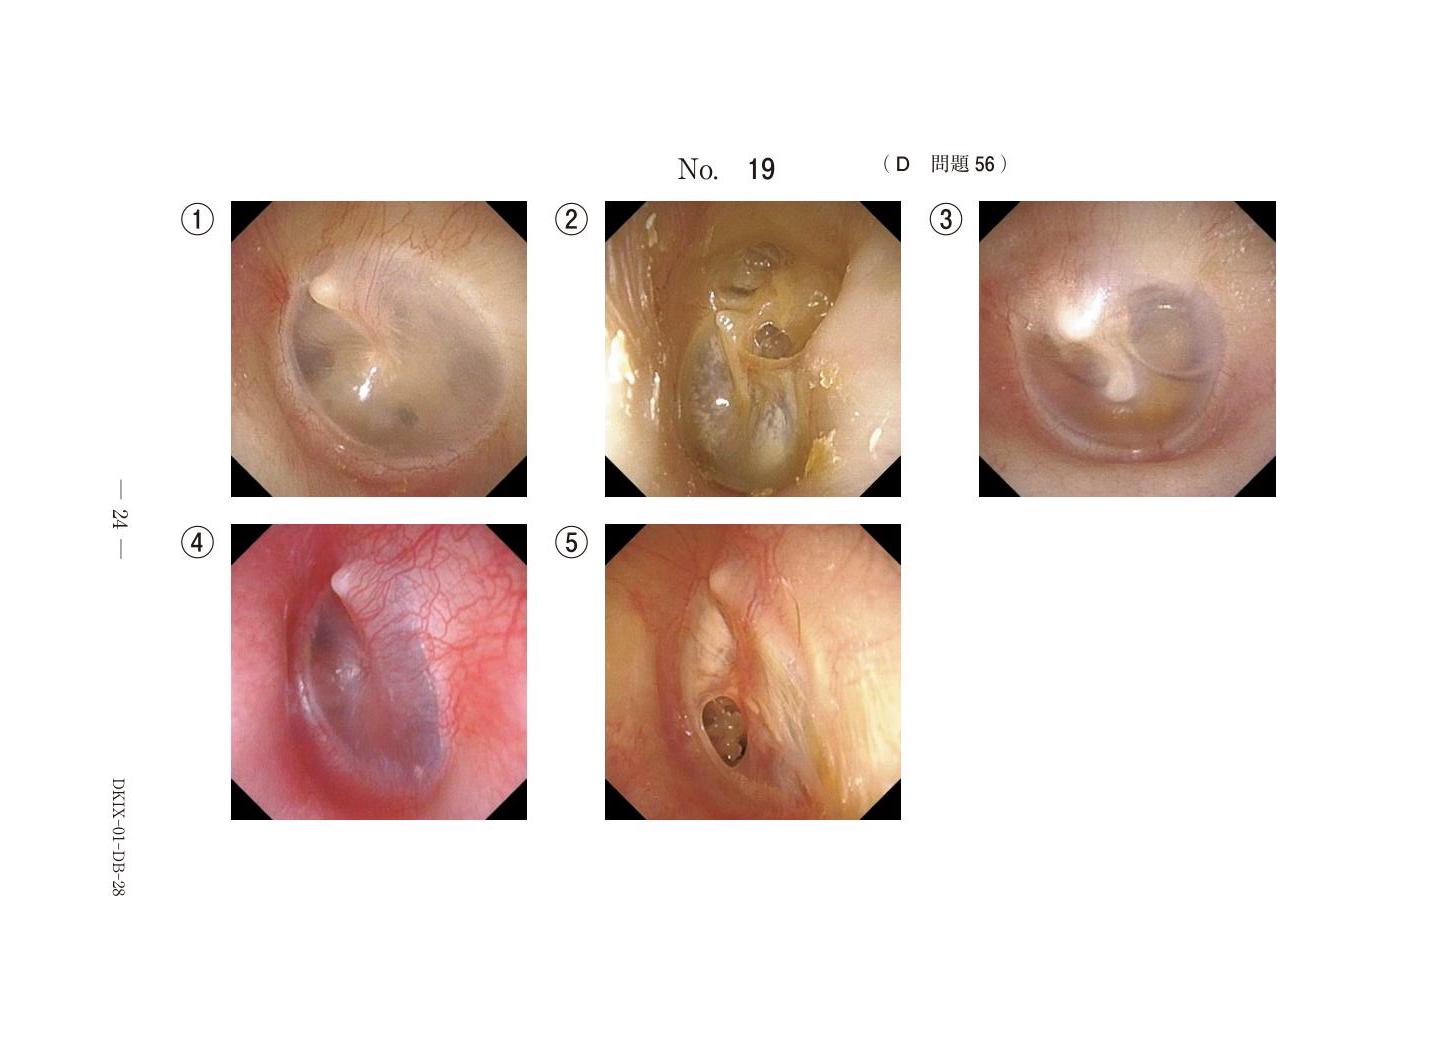 No. 19 （D 問題 56）
①
②
③
④
⑤
― 24 ―
DKIX-01-DB-28